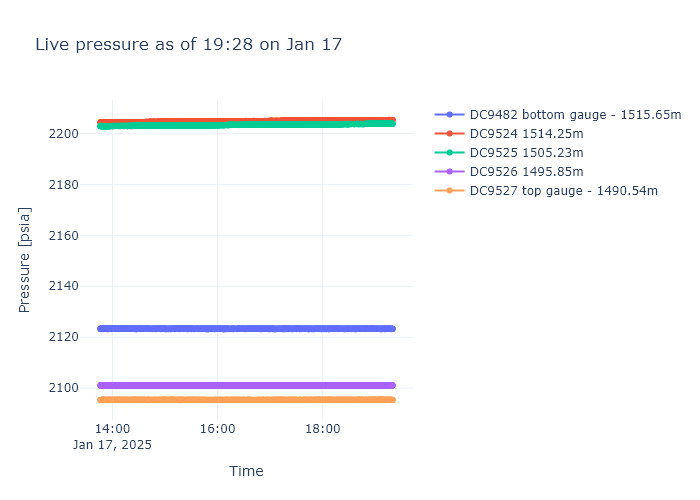 Live pressure as of 19:28 on Jan 17
DC9482 bottom gauge - 1515.65m
DC9524 1514.25m
DC9525 1505.23m
DC9526 1495.85m
DC9527 top gauge - 1490.54m
Pressure [psia]
2200
2180
2160
2140
2120
2100
14:00
Jan 17, 2025
16:00
18:00
Time